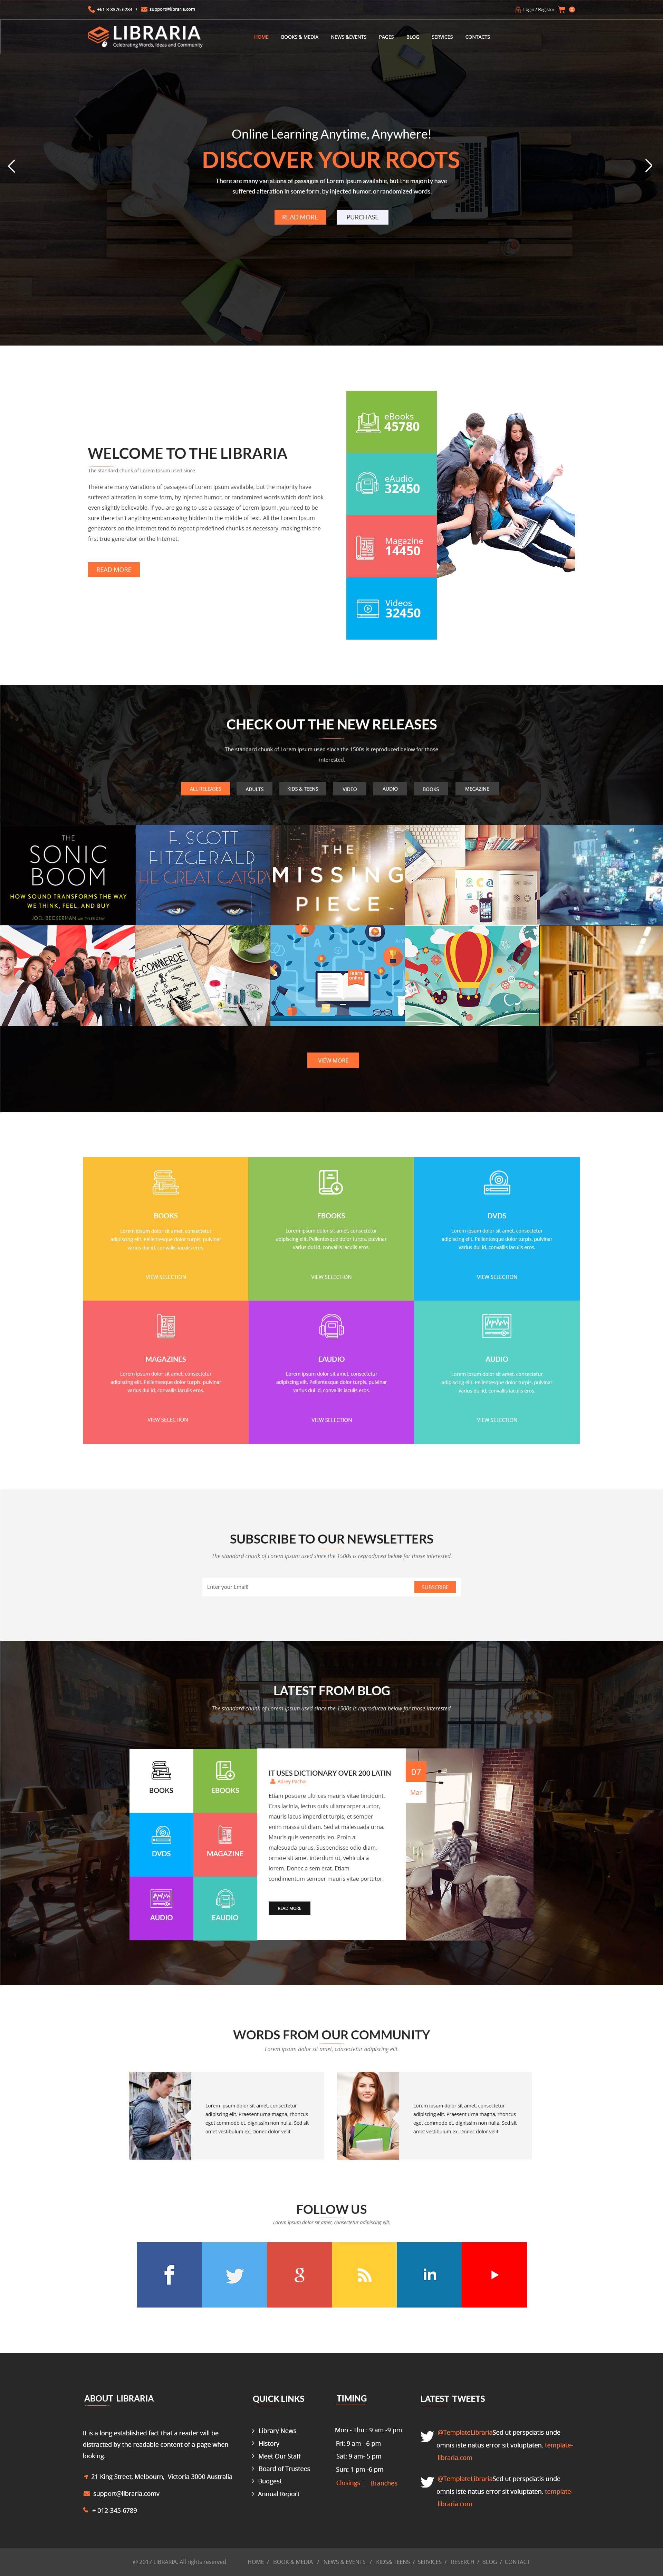 +61-3-8376-6284 / support@libraria.com
Login / Register |
LIBRARIA
Celebrating Words, Ideas and Community
HOME BOOKS & MEDIA NEWS &EVENTS PAGES BLOG SERVICES CONTACTS
Online Learning Anytime, Anywhere!
DISCOVER YOUR ROOTS
There are many variations of passages of Lorem Ipsum available, but the majority have
suffered alteration in some form, by injected humor, or randomized words.
READ MORE PURCHASE
WELCOME TO THE LIBRARIA
The standard chunk of Lorem Ipsum used since
There are many variations of passages of Lorem Ipsum available, but the majority have
suffered alteration in some form, by injected humor, or randomized words which don't look
even slightly believable. If you are going to use a passage of Lorem Ipsum, you need to be
sure there isn't anything embarrassing hidden in the middle of text. All the Lorem Ipsum
generators on the Internet tend to repeat predefined chunks as necessary, making this the
first true generator on the Internet.
READ MORE
eBooks
45780
eAudio
32450
Magazine
14450
Videos
32450
CHECK OUT THE NEW RELEASES
The standard chunk of Lorem Ipsum used since the 1500s is reproduced below for those
interested.
ALL RELEASES ADULTS KIDS & TEENS VIDEO AUDIO BOOKS MEGAZINE
THE
SONIC
BOOM
HOW SOUND TRANSFORMS THE WAY
WE THINK, FEEL, AND BUY
JOEL BECKERMAN
F. SCOTT
FITZGERALD
THE GREAT GATSBY
THE
MISSING
PIECE
E-COMMERCE
VIEW MORE
BOOKS
Lorem ipsum dolor sit amet, consectetur
adipiscing elit. Pellentesque dolor turpis, pulvinar
varius dui id, convallis iaculis eros.
VIEW SELECTION
EBOOKS
Lorem ipsum dolor sit amet, consectetur
adipiscing elit. Pellentesque dolor turpis, pulvinar
varius dui id, convallis iaculis eros.
VIEW SELECTION
DVDS
Lorem ipsum dolor sit amet, consectetur
adipiscing elit. Pellentesque dolor turpis, pulvinar
varius dui id, convallis iaculis eros.
VIEW SELECTION
MAGAZINES
Lorem ipsum dolor sit amet, consectetur
adipiscing elit. Pellentesque dolor turpis, pulvinar
varius dui id, convallis iaculis eros.
VIEW SELECTION
EAUDIO
Lorem ipsum dolor sit amet, consectetur
adipiscing elit. Pellentesque dolor turpis, pulvinar
varius dui id, convallis iaculis eros.
VIEW SELECTION
AUDIO
Lorem ipsum dolor sit amet, consectetur
adipiscing elit. Pellentesque dolor turpis, pulvinar
varius dui id, convallis iaculis eros.
VIEW SELECTION
SUBSCRIBE TO OUR NEWSLETTERS
The standard chunk of Lorem Ipsum used since the 1500s is reproduced below for those interested.
Enter your Email! SUBSCRIBE
LATEST FROM BLOG
The standard chunk of Lorem Ipsum used since the 1500s is reproduced below for those interested.
BOOKS EBOOKS
DVDS MAGAZINE
AUDIO EAUDIO
IT USES DICTIONARY OVER 200 LATIN
Adrey Pachai
Etiam posuere ultrices mauris vitae tincidunt.
Cras lacinia, lectus quis ullamcorper auctor,
mauris lacus imperdiet turpis, et semper
enim massa ut diam. Sed at malesuada urna.
Mauris quis venenatis leo. Proin a
malesuada purus. Suspendisse odio diam,
ornare sit amet interdum ut, vehicula a
lorem. Donec a sem erat. Etiam
condimentum semper mauris vitae porttitor.
READ MORE
07
Mar
WORDS FROM OUR COMMUNITY
Lorem ipsum dolor sit amet, consectetur adipiscing elit.
Lorem ipsum dolor sit amet, consectetur
adipiscing elit. Praesent urna magna, rhoncus
eget commodo et, dignissim non nulla. Sed sit
amet vestibulum ex. Donec dolor velit
Lorem ipsum dolor sit amet, consectetur
adipiscing elit. Praesent urna magna, rhoncus
eget commodo et, dignissim non nulla. Sed sit
amet vestibulum ex. Donec dolor velit
FOLLOW US
Lorem ipsum dolor sit amet, consectetur adipiscing elit.
ABOUT LIBRARIA
It is a long established fact that a reader will be
distracted by the readable content of a page when
looking.
21 King Street, Melbourn, Victoria 3000 Australia
support@libraria.comv
+ 012-345-6789
QUICK LINKS
Library News
History
Meet Our Staff
Board of Trustees
Budgest
Annual Report
TIMING
Mon - Thu : 9 am -9 pm
Fri: 9 am - 6 pm
Sat: 9 am- 5 pm
Sun: 1 pm -6 pm
Closings | Branches
LATEST TWEETS
@TemplateLibrariaSed ut perspciatis unde
omnis iste natus error sit voluptaten. template-
libraria.com
@TemplateLibrariaSed ut perspciatis unde
omnis iste natus error sit voluptaten. template-
libraria.com
@ 2017 LIBRARIA. All rights reserved
HOME / BOOK & MEDIA / NEWS & EVENTS / KIDS& TEENS / SERVICES / RESERCH / BLOG / CONTACT